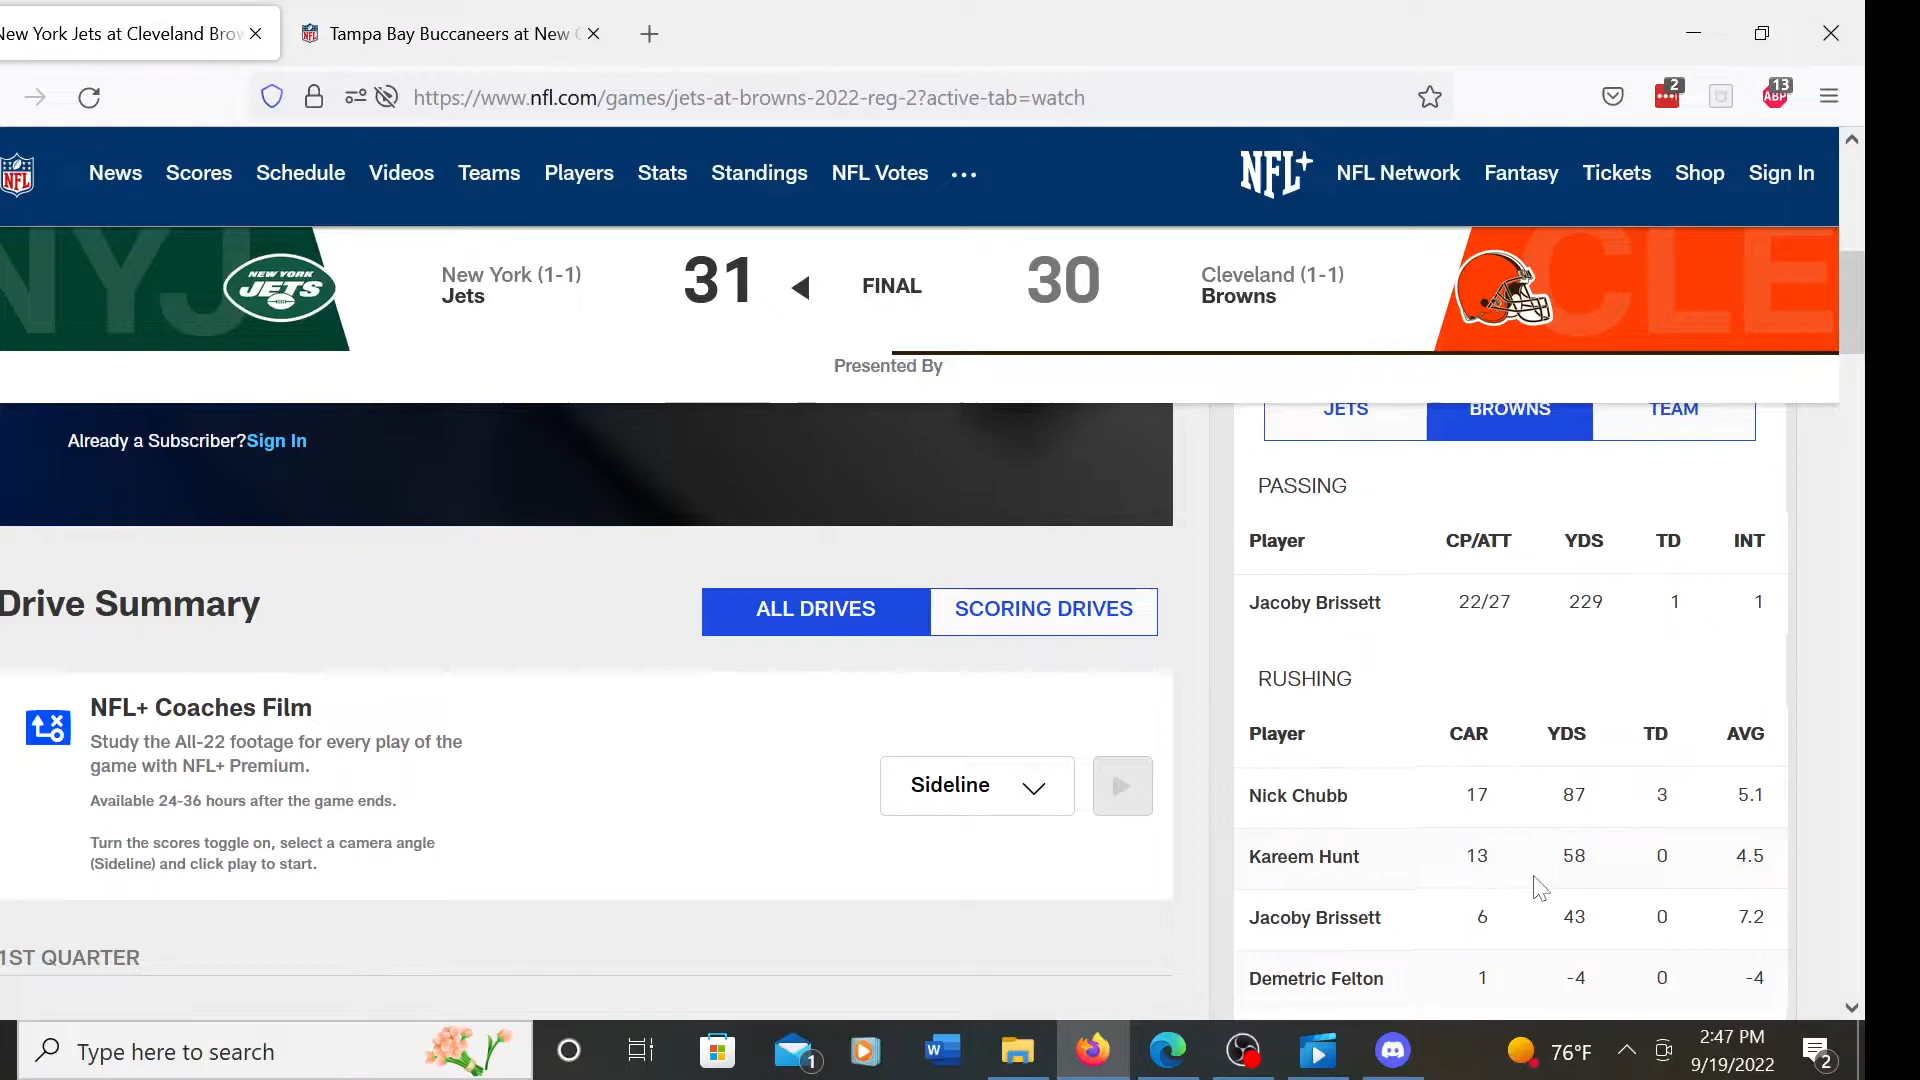 New York Jets at Cleveland Brow
Tampa Bay Buccaneers at New
https://www.nfl.com/games/jets-at-browns-2022-reg-2?active-tab=watch
2
ABP
13
NFL
News Scores Schedule Videos Teams Players Stats Standings NFL Votes
NFL+ NFL Network Fantasy Tickets Shop Sign In
NYJ
NEW YORK
JETS
New York (1-1)
Jets
31
FINAL
30
Cleveland (1-1)
Browns
CLE
Presented By
Already a Subscriber?Sign In
JETS BROWNS TEAM
PASSING
Player CP/ATT YDS TD INT
Jacoby Brissett 22/27 229 1 1
RUSHING
Player CAR YDS TD AVG
Nick Chubb 17 87 3 5.1
Kareem Hunt 13 58 0 4.5
Jacoby Brissett 6 43 0 7.2
Demetric Felton 1 -4 0 -4
Drive Summary
ALL DRIVES SCORING DRIVES
NFL+ Coaches Film
Study the All-22 footage for every play of the
game with NFL+ Premium.
Available 24-36 hours after the game ends.
Turn the scores toggle on, select a camera angle
(Sideline) and click play to start.
Sideline
1ST QUARTER
Type here to search
1
W
76°F
2:47 PM
9/19/2022
2